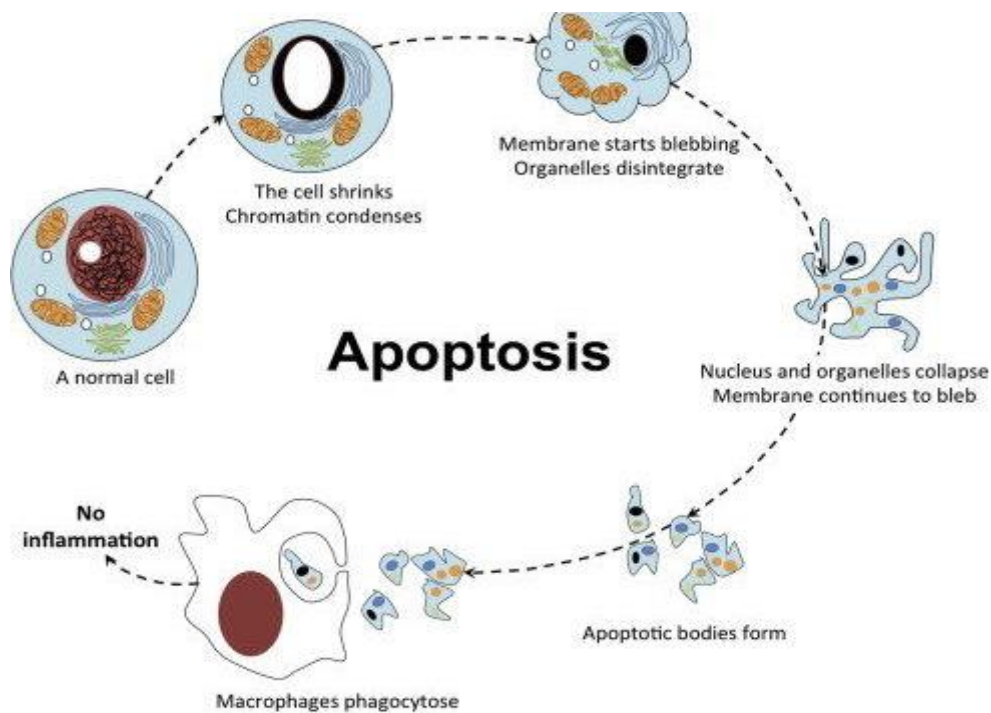 Membrane starts blebbing
Organelles disintegrate
The cell shrinks
Chromatin condenses
Apoptosis
A normal cell
Nucleus and organelles collapse
Membrane continues to bleb
No
inflammation
Apoptotic bodies form
Macrophages phagocytose